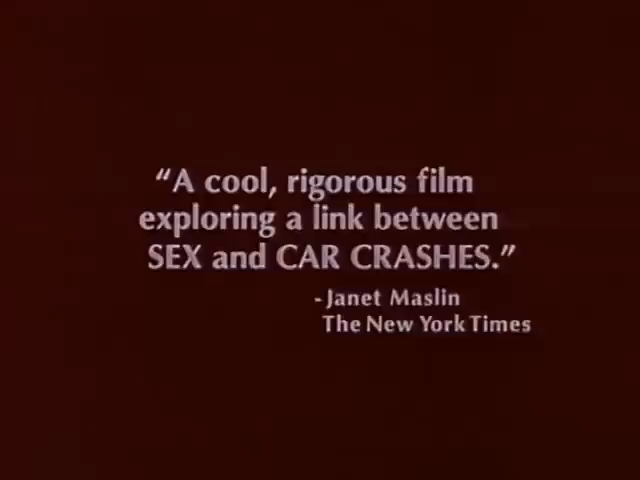 “A cool, rigorous film
exploring a link between
SEX and CAR CRASHES.”
- Janet Maslin
The New York Times